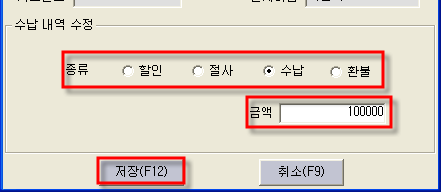 수납 내역 수정
종류 할인 절사 수납 환불
금액 100000
저장(F12) 취소(F9)